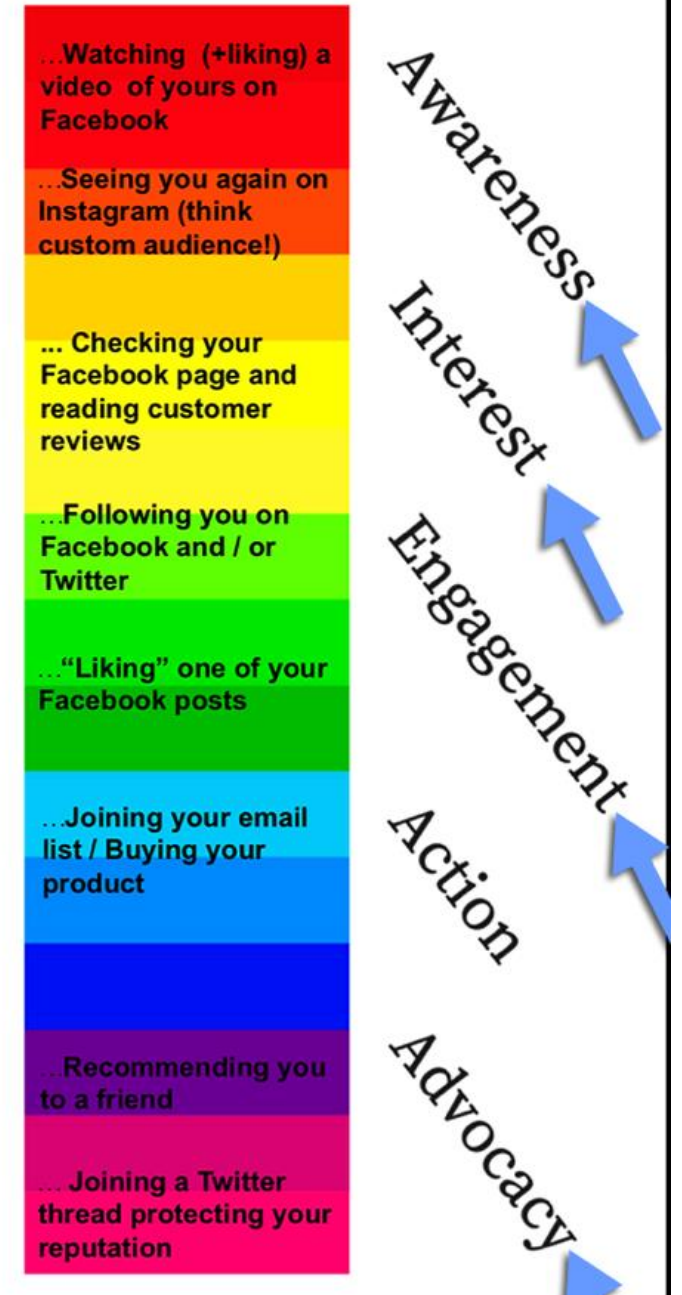 ...Watching (+liking) a
video of yours on
Facebook
...Seeing you again on
Instagram (think
custom audience!)
... Checking your
Facebook page and
reading customer
reviews
...Following you on
Facebook and / or
Twitter
..."Liking" one of your
Facebook posts
...Joining your email
list / Buying your
product
...Recommending you
to a friend
... Joining a Twitter
thread protecting your
reputation
Awareness
Interest
Engagement
Action
Advocacy